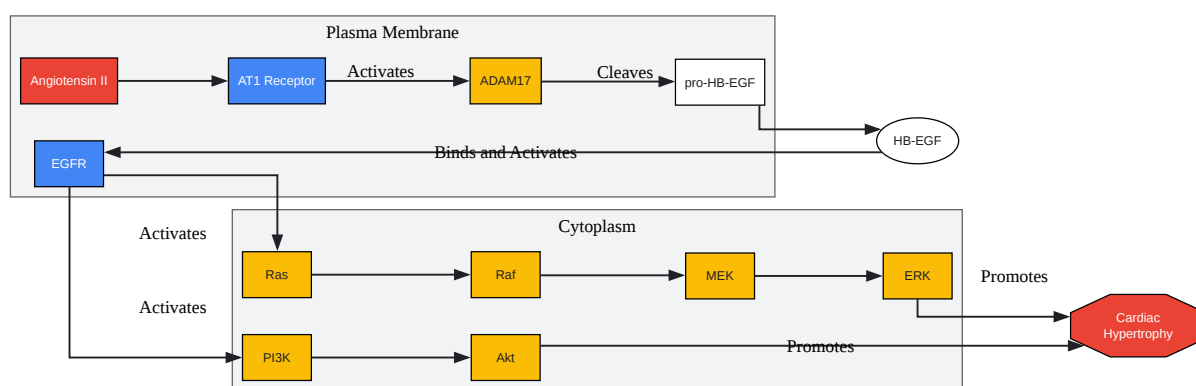 Plasma Membrane
Angiotensin II
AT1 Receptor
Activates
ADAM17
Cleaves
pro-HB-EGF
HB-EGF
EGFR
Binds and Activates
Cytoplasm
Activates
Ras
Raf
MEK
ERK
Promotes
Activates
Cardiac
Hypertrophy
PI3K
Akt
Promotes